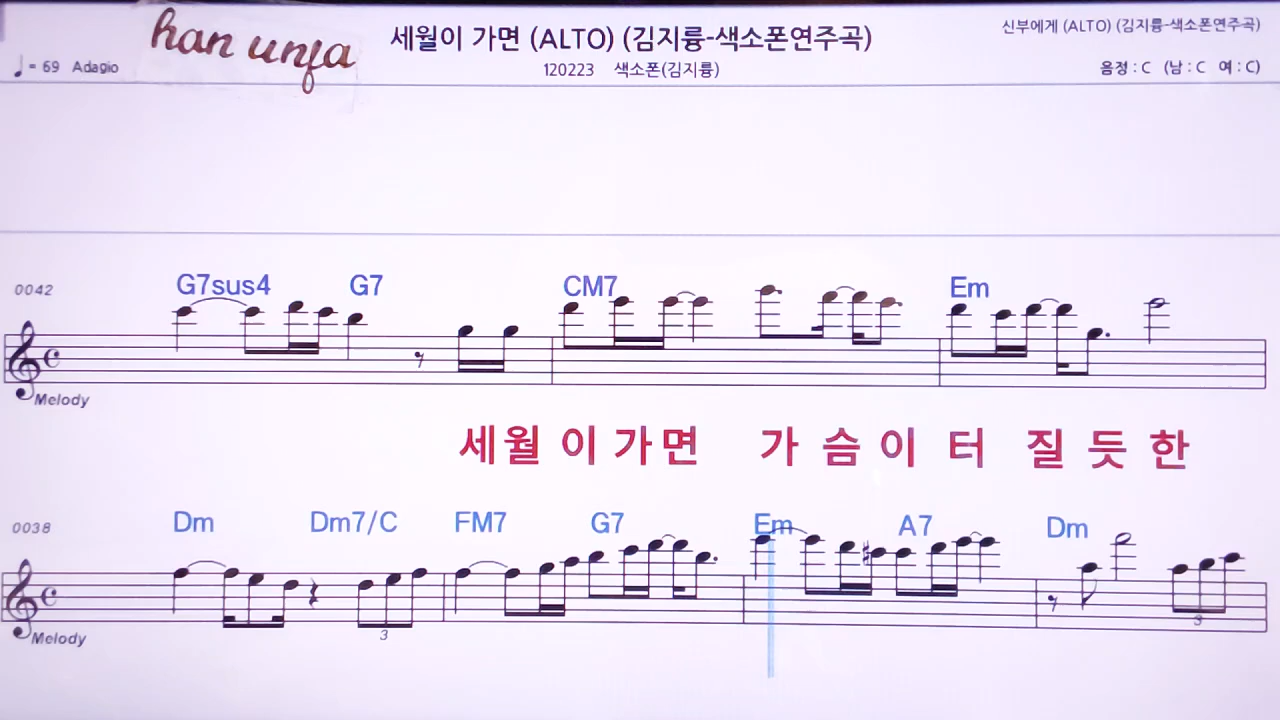 han unja
세월이 가면 (ALTO) (김지륭-색소폰연주곡)
신부에게 (ALTO) (김지륭-색소폰연주곡)
♩= 69 Adagio
120223 색소폰(김지륭)
음정 : C (남 : C 여 : C)
0042 G7sus4 G7 CM7 Em
Melody
세월 이 가면 가 슴이 터 질 듯 한
0038 Dm Dm7/C FM7 G7 Em A7 Dm
3 3
Melody